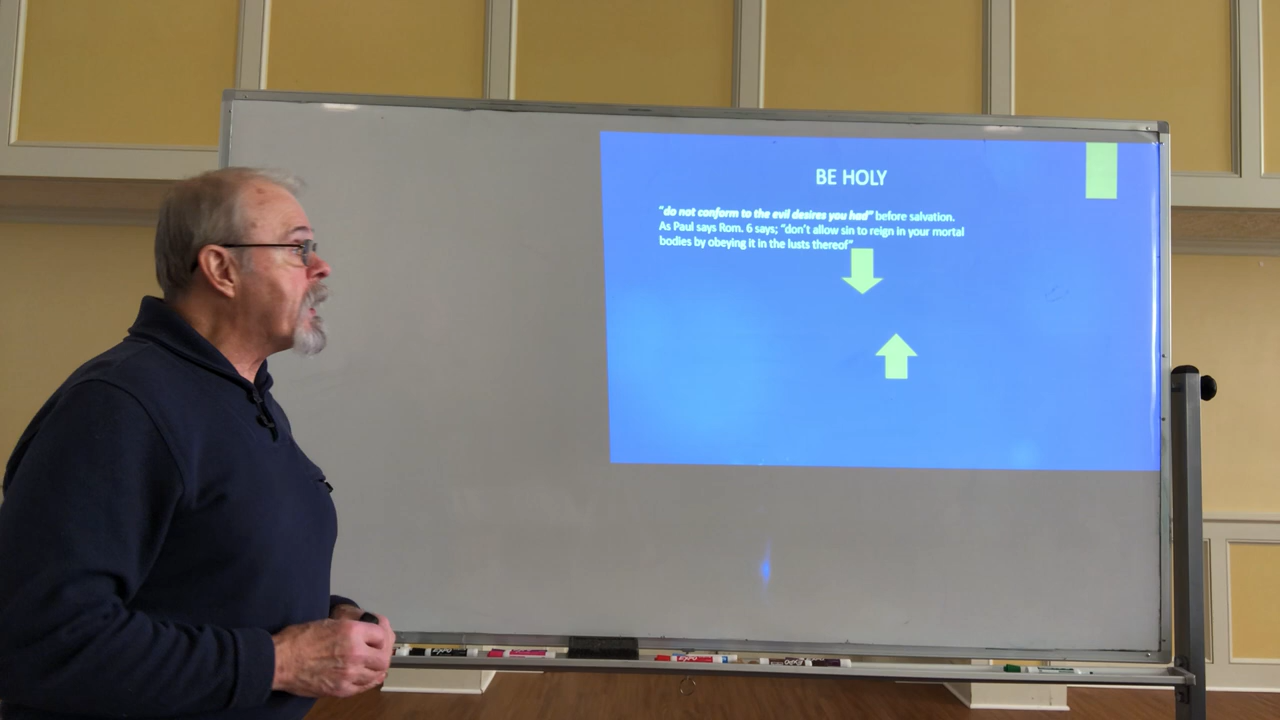 BE HOLY
"do not conform to the evil desires you had" before salvation.
As Paul says Rom. 6 says; "don't allow sin to reign in your mortal
bodies by obeying it in the lusts thereof"
EXPO